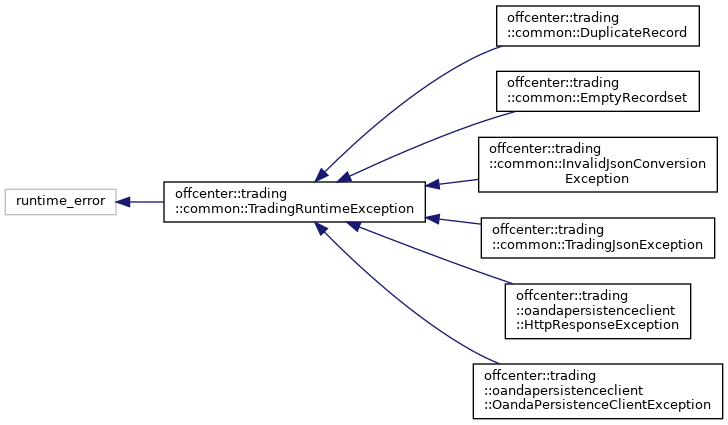 offcenter::trading
::common::DuplicateRecord
offcenter::trading
::common::EmptyRecordset
offcenter::trading
::common::InvalidJsonConversion
Exception
runtime_error
offcenter::trading
::common::TradingRuntimeException
offcenter::trading
::common::TradingJsonException
offcenter::trading
::oandapersistenceclient
::HttpResponseException
offcenter::trading
::oandapersistenceclient
::OandaPersistenceClientException